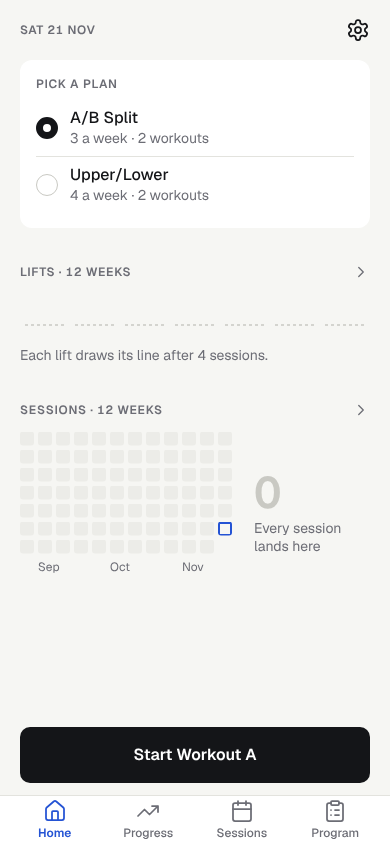 SAT 21 NOV
PICK A PLAN
A/B Split
3 a week · 2 workouts
Upper/Lower
4 a week · 2 workouts
LIFTS · 12 WEEKS
Each lift draws its line after 4 sessions.
SESSIONS · 12 WEEKS
0
Every session
lands here
Sep Oct Nov
Start Workout A
Home Progress Sessions Program